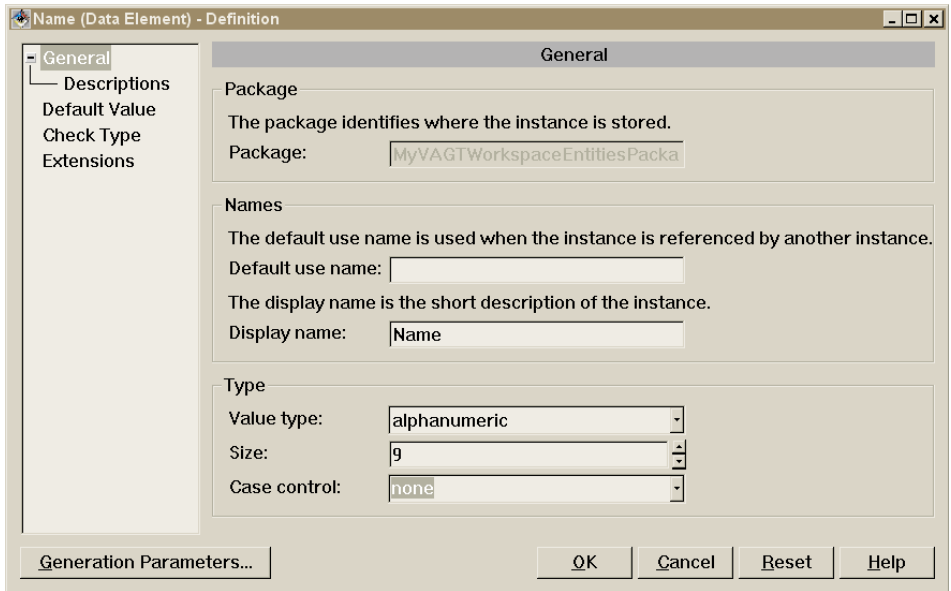 Name (Data Element) - Definition
General
Descriptions
Default Value
Check Type
Extensions
General
Package
The package identifies where the instance is stored.
Package: MyVAGTWorkspaceEntitiesPacka
Names
The default use name is used when the instance is referenced by another instance.
Default use name:
The display name is the short description of the instance.
Display name: Name
Type
Value type: alphanumeric
Size: 9
Case control: none
Generation Parameters... OK Cancel Reset Help